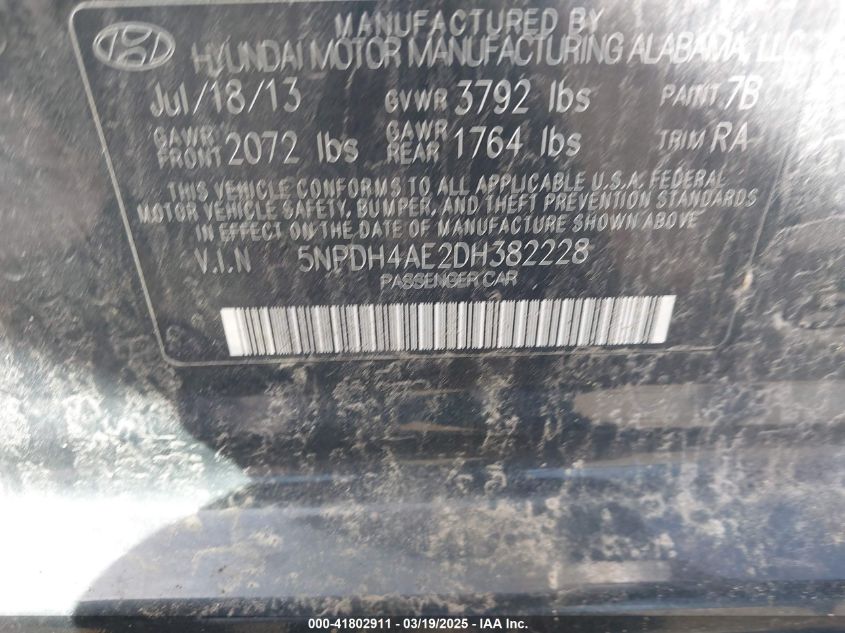 MANUFACTURED BY
HYUNDAI MOTOR MANUFACTURING ALABAMA, LLC
Jul/18/13 GVWR 3792 lbs PAINT 7B
GAWR FRONT 2072 lbs GAWR REAR 1764 lbs TRIM RA
THIS VEHICLE CONFORMS TO ALL APPLICABLE U.S.A. FEDERAL
MOTOR VEHICLE SAFETY, BUMPER, AND THEFT PREVENTION STANDARDS
IN EFFECT ON THE DATE OF MANUFACTURE SHOWN ABOVE
V.I.N 5NPDH4AE2DH382228
PASSENGER CAR
000-41802911 - 03/19/2025 - IAAI.com